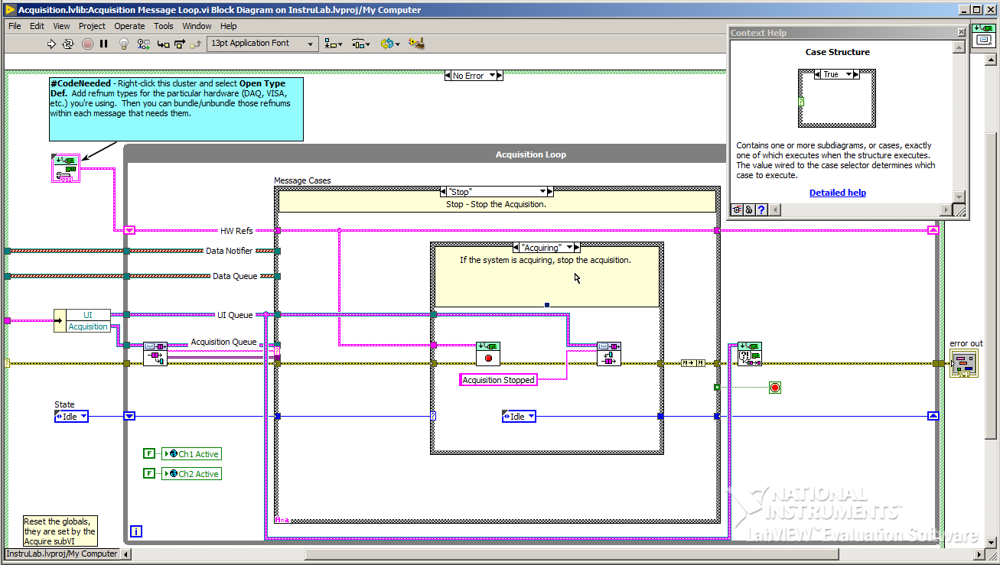 Acquisition.lvlib:Acquisition Message Loop.vi Block Diagram on InstruLab.lvproj/My Computer
File Edit View Project Operate Tools Window Help
13pt Application Font
Context Help
Case Structure
True
?
Contains one or more subdiagrams, or cases, exactly
one of which executes when the structure executes.
The value wired to the case selector determines which
case to execute.
Detailed help
?
No Error
#CodeNeeded - Right-click this cluster and select Open Type
Def. Add refnum types for the particular hardware (DAQ, VISA,
etc.) you're using. Then you can bundle/unbundle those refnums
within each message that needs them.
Acquisition Loop
Message Cases
"Stop"
Stop - Stop the Acquisition.
HW Refs
Data Notifier
Data Queue
"Acquiring"
If the system is acquiring, stop the acquisition.
UI
Acquisition
UI Queue
Acquisition Queue
Acquisition Stopped
error out
State
Idle
Idle
F
Ch1 Active
F
Ch2 Active
Reset the globals,
they are set by the
Acquire subVI
i
A=a
NATIONAL
INSTRUMENTS™
LabVIEW™ Evaluation Software
InstruLab.lvproj/My Computer